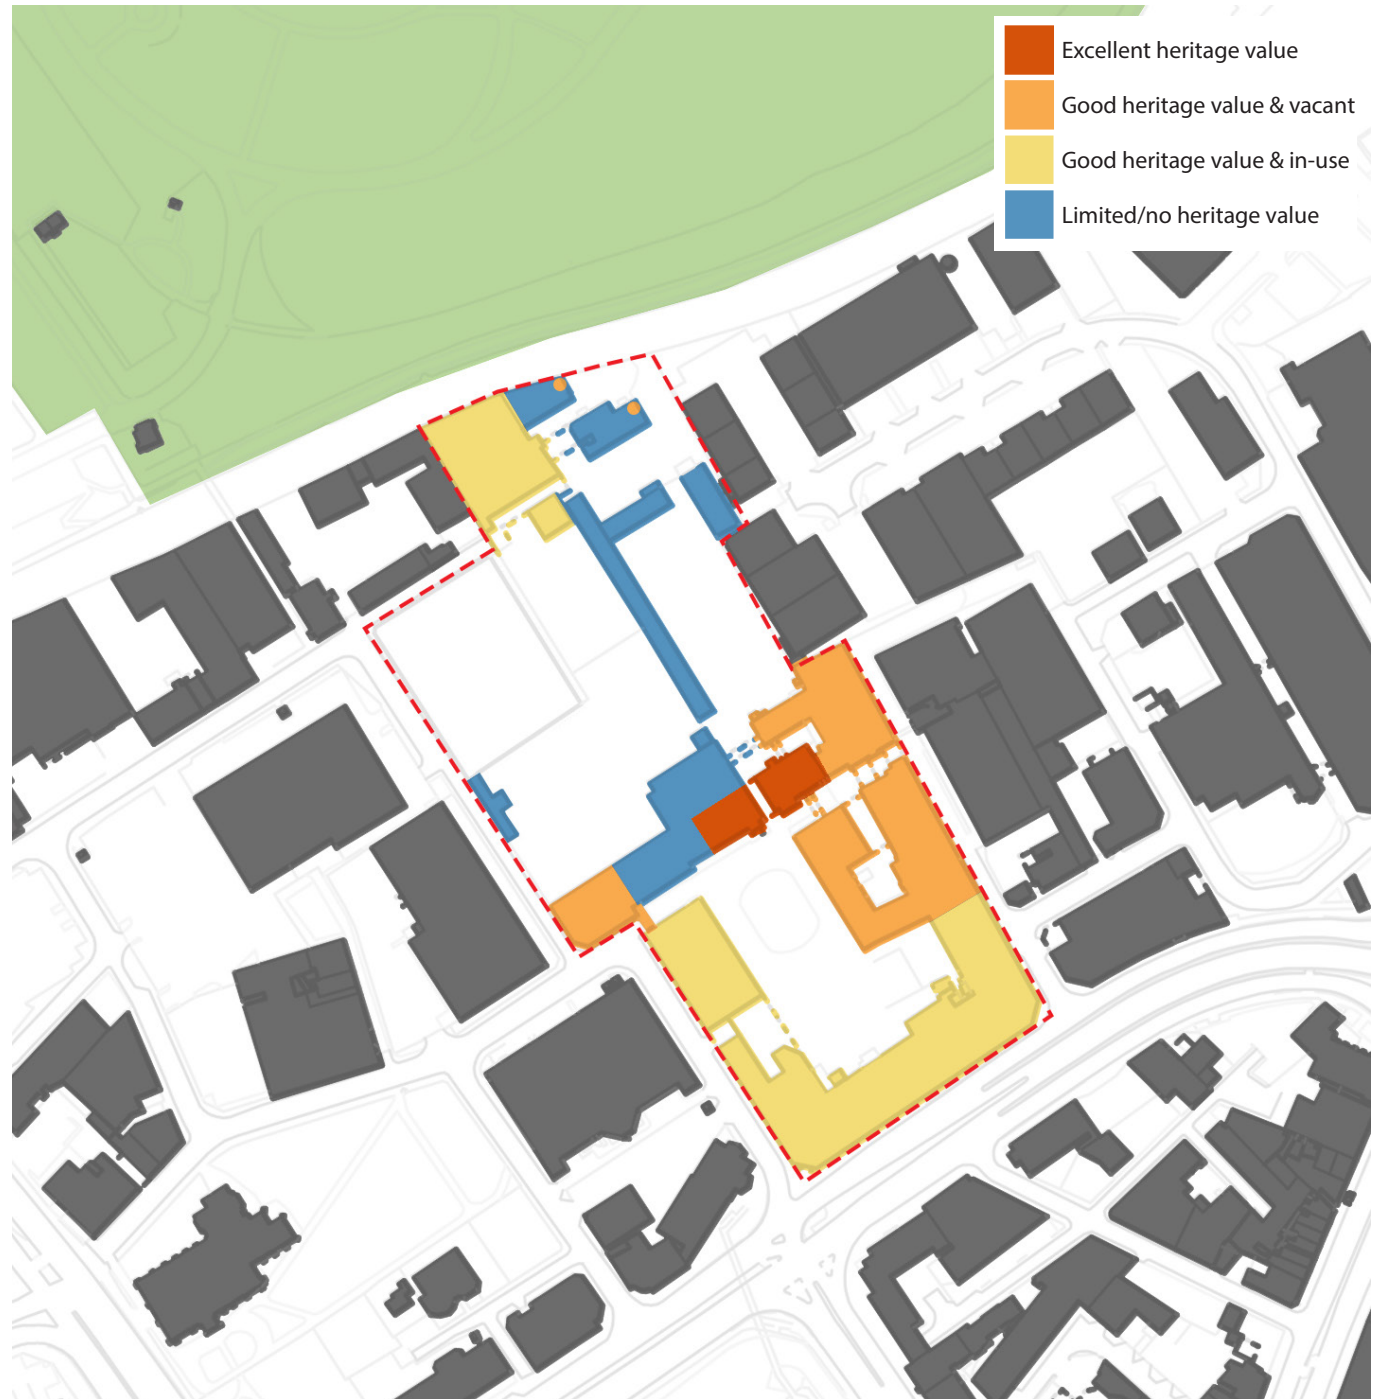 Excellent heritage value
Good heritage value & vacant
Good heritage value & in-use
Limited/no heritage value